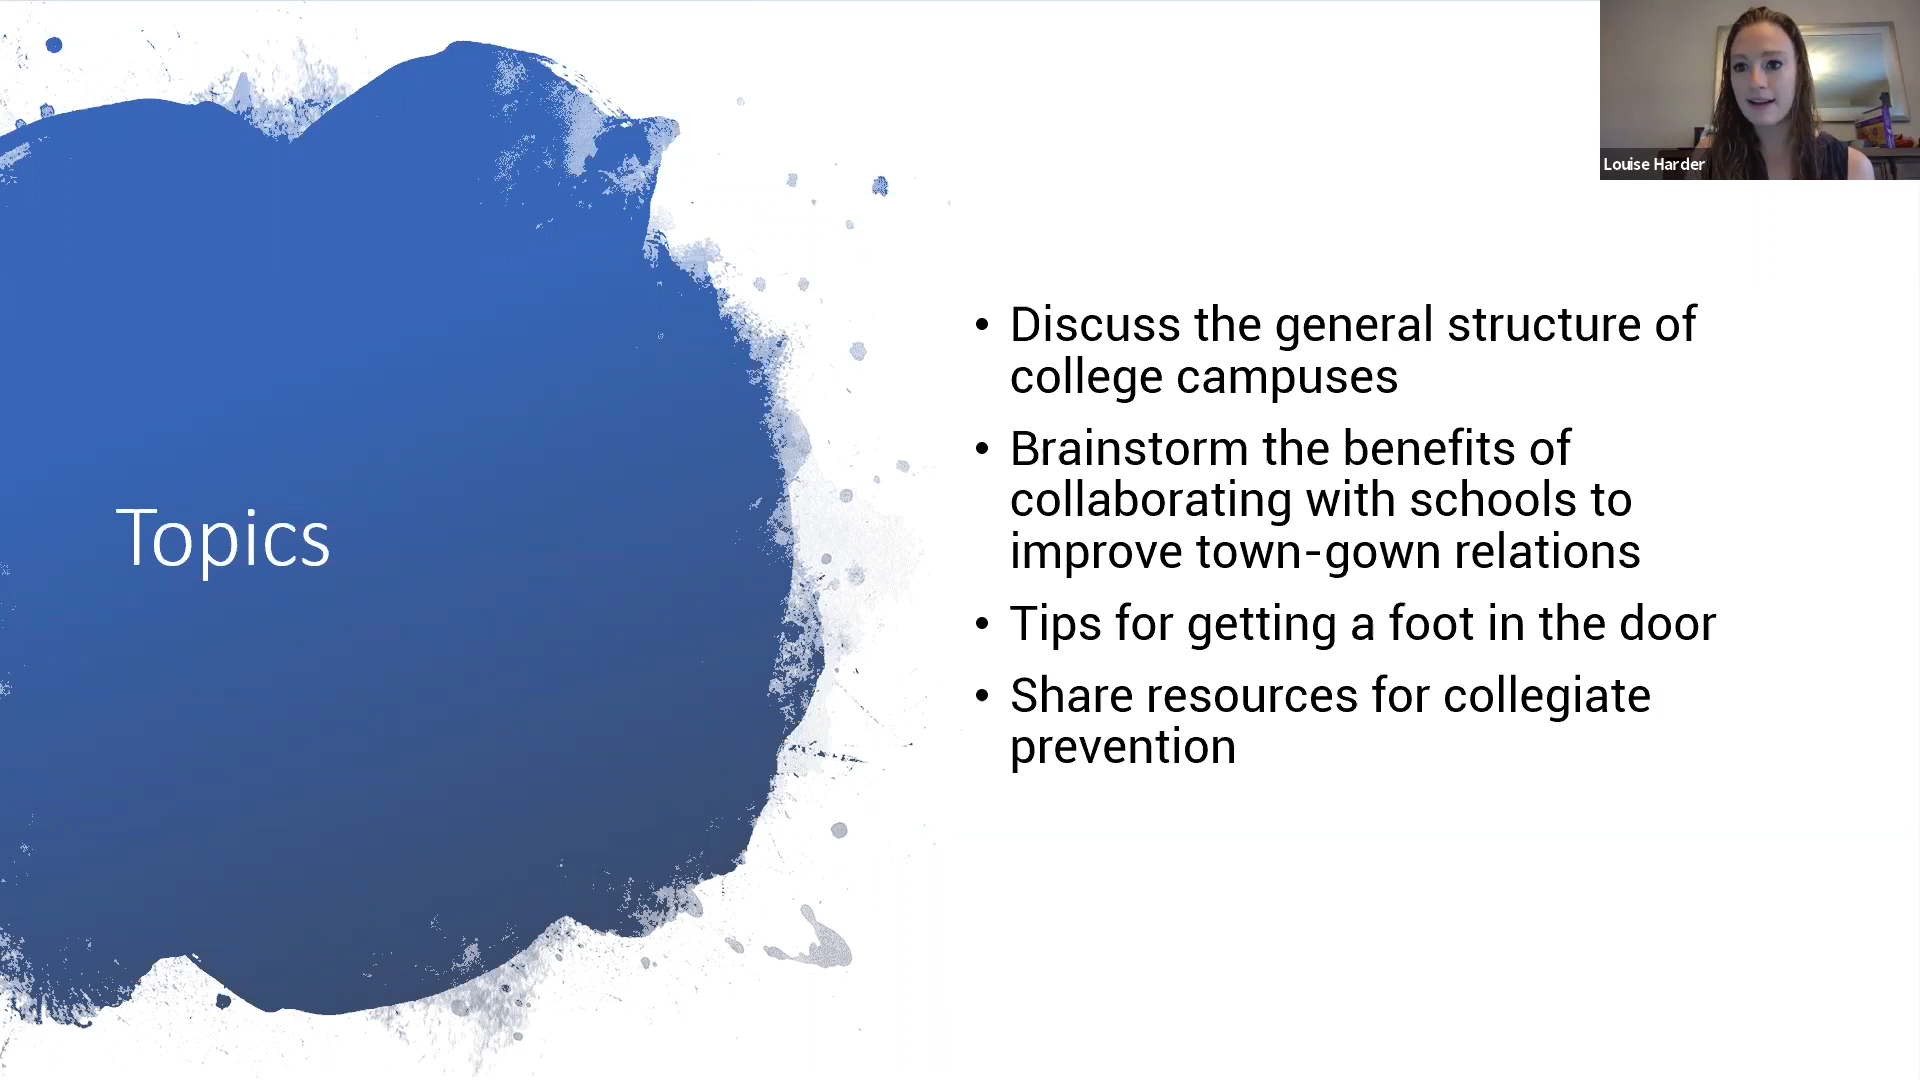 Louise Harder
Topics
• Discuss the general structure of
college campuses
• Brainstorm the benefits of
collaborating with schools to
improve town-gown relations
• Tips for getting a foot in the door
• Share resources for collegiate
prevention